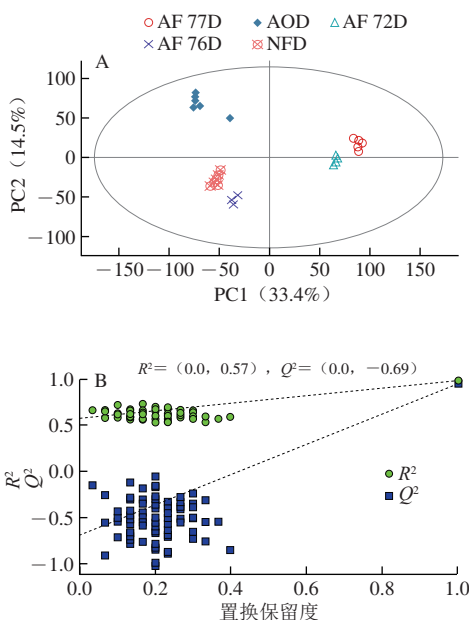 AF 77D AOD AF 72D
AF 76D NFD
A
100
50
0
−50
−100
PC2（14.5%）
−150 −100 −50 0 50 100 150
PC1（33.4%）
B
R²=（0.0，0.57），Q²=（0.0，−0.69）
1.0
0.5
0.0
−0.5
−1.0
R²
Q²
R²
Q²
0.0 0.2 0.4 0.6 0.8 1.0
置换保留度